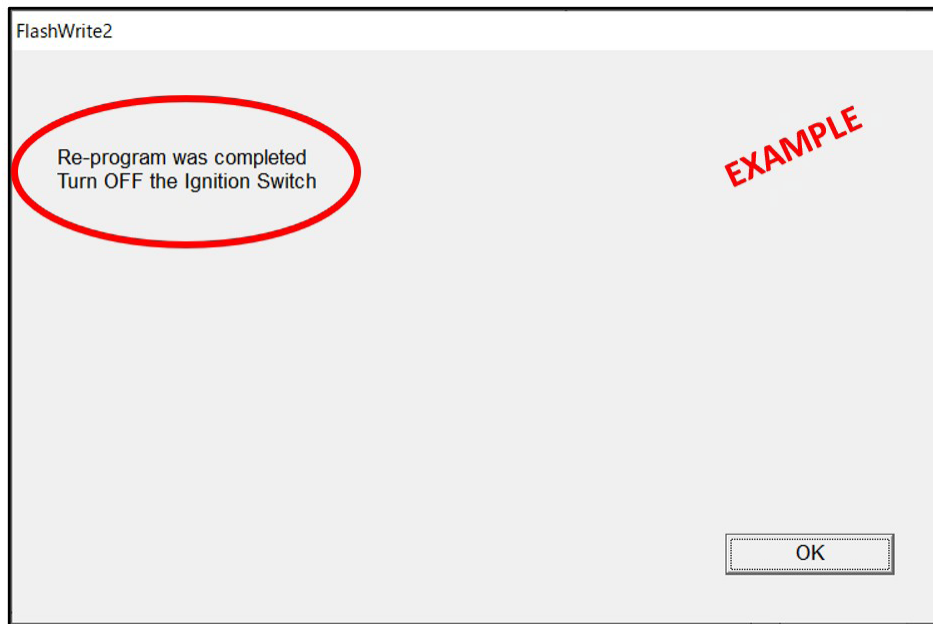 FlashWrite2
EXAMPLE
Re-program was completed
Turn OFF the Ignition Switch
OK